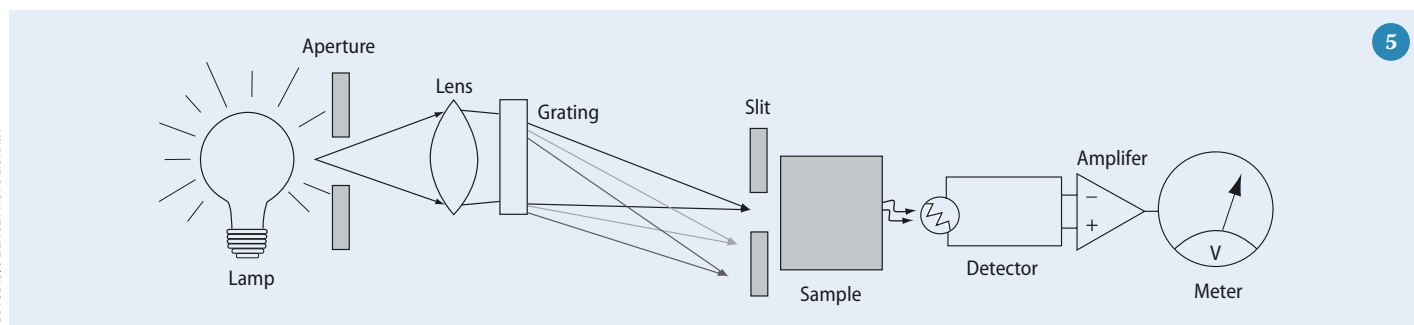 5
Aperture
Lens
Grating
Slit
Amplifer
−
+
V
Lamp
Sample
Detector
Meter